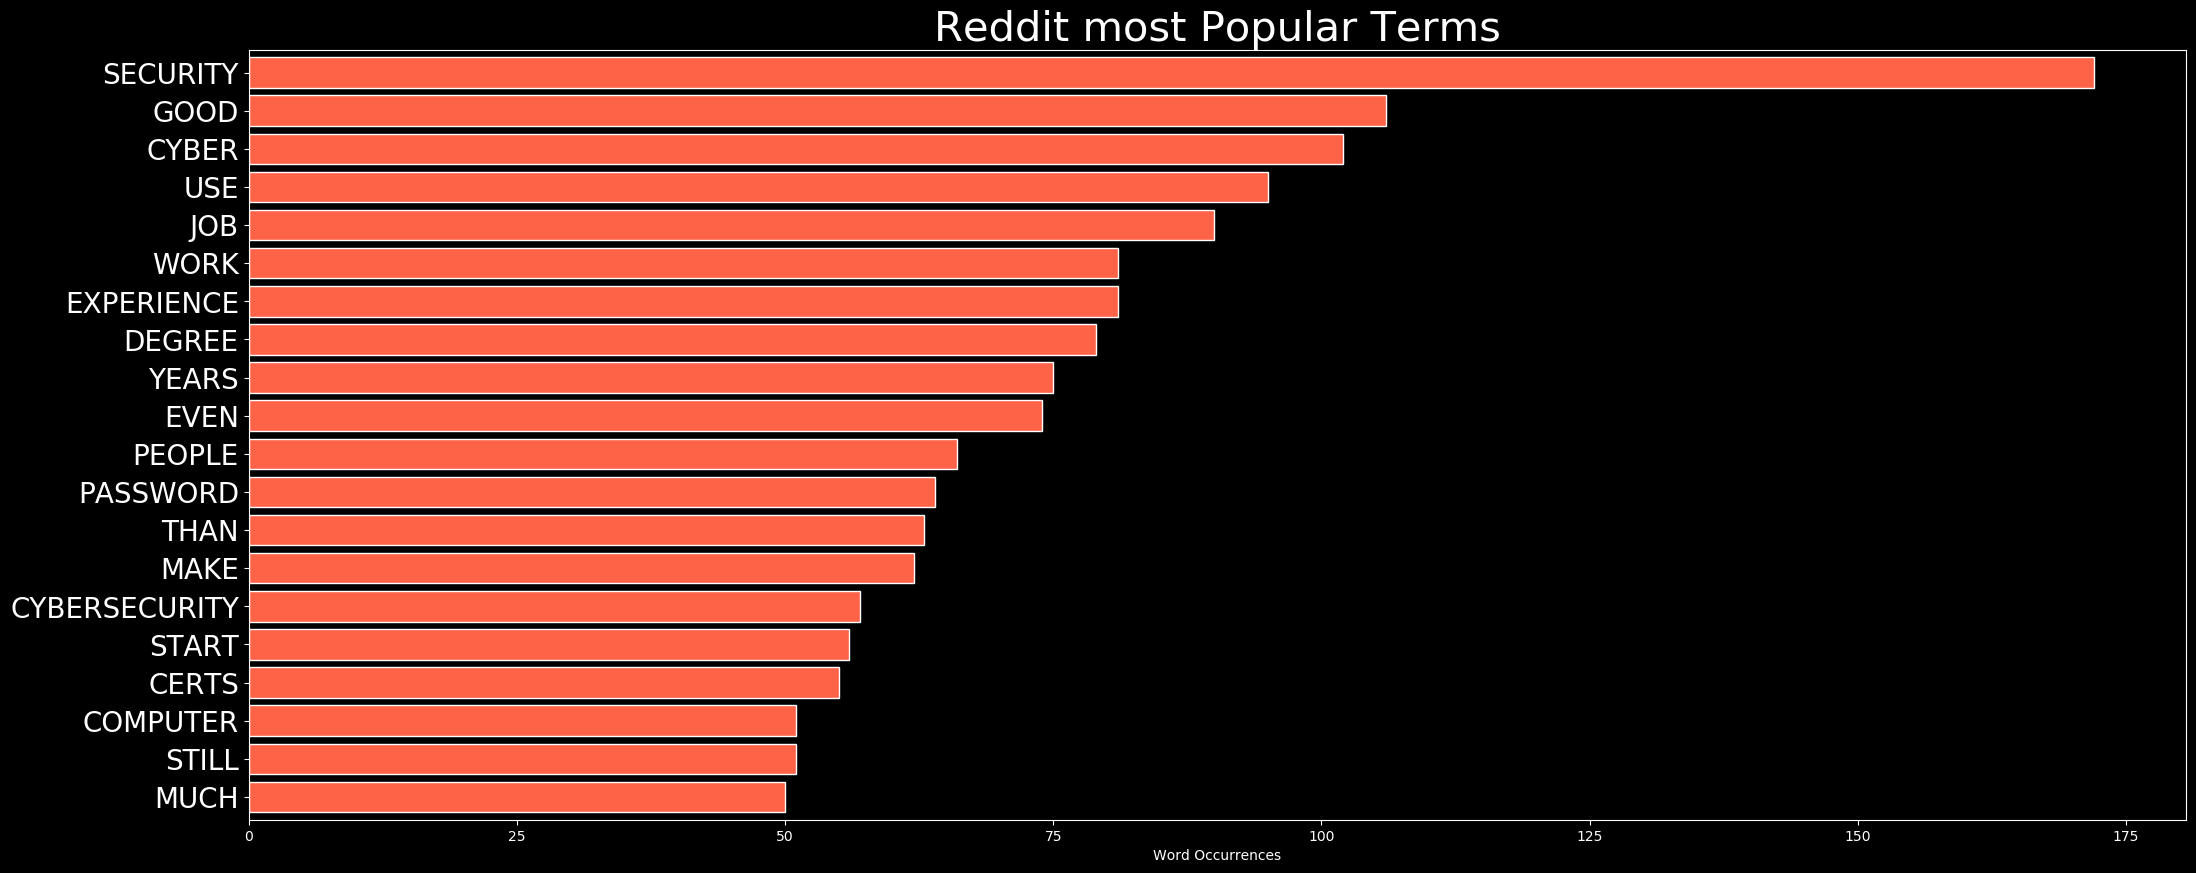 Reddit most Popular Terms
SECURITY
GOOD
CYBER
USE
JOB
WORK
EXPERIENCE
DEGREE
YEARS
EVEN
PEOPLE
PASSWORD
THAN
MAKE
CYBERSECURITY
START
CERTS
COMPUTER
STILL
MUCH
0 25 50 75 100 125 150 175
Word Occurrences